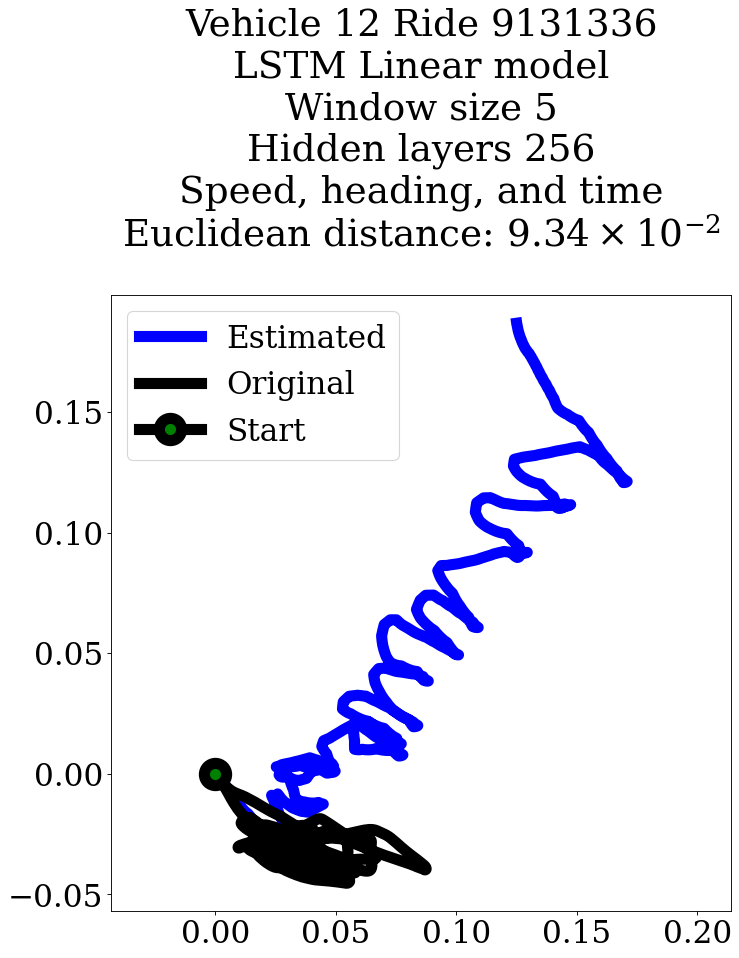 Vehicle 12 Ride 9131336
LSTM Linear model
Window size 5
Hidden layers 256
Speed, heading, and time
Euclidean distance: 9.34 × 10⁻²
Estimated
Original
Start
0.15
0.10
0.05
0.00
−0.05
0.00 0.05 0.10 0.15 0.20